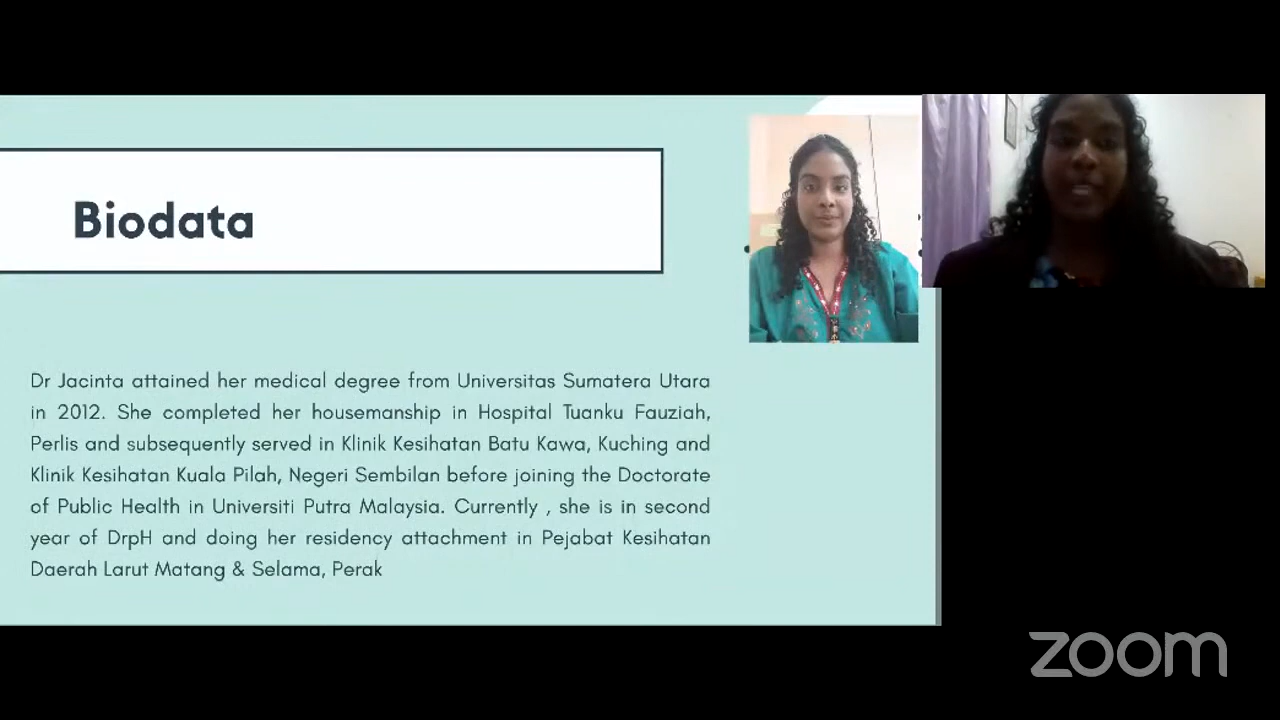 Biodata
Dr Jacinta attained her medical degree from Universitas Sumatera Utara
in 2012. She completed her housemanship in Hospital Tuanku Fauziah,
Perlis and subsequently served in Klinik Kesihatan Batu Kawa, Kuching and
Klinik Kesihatan Kuala Pilah, Negeri Sembilan before joining the Doctorate
of Public Health in Universiti Putra Malaysia. Currently , she is in second
year of DrpH and doing her residency attachment in Pejabat Kesihatan
Daerah Larut Matang & Selama, Perak
zoom